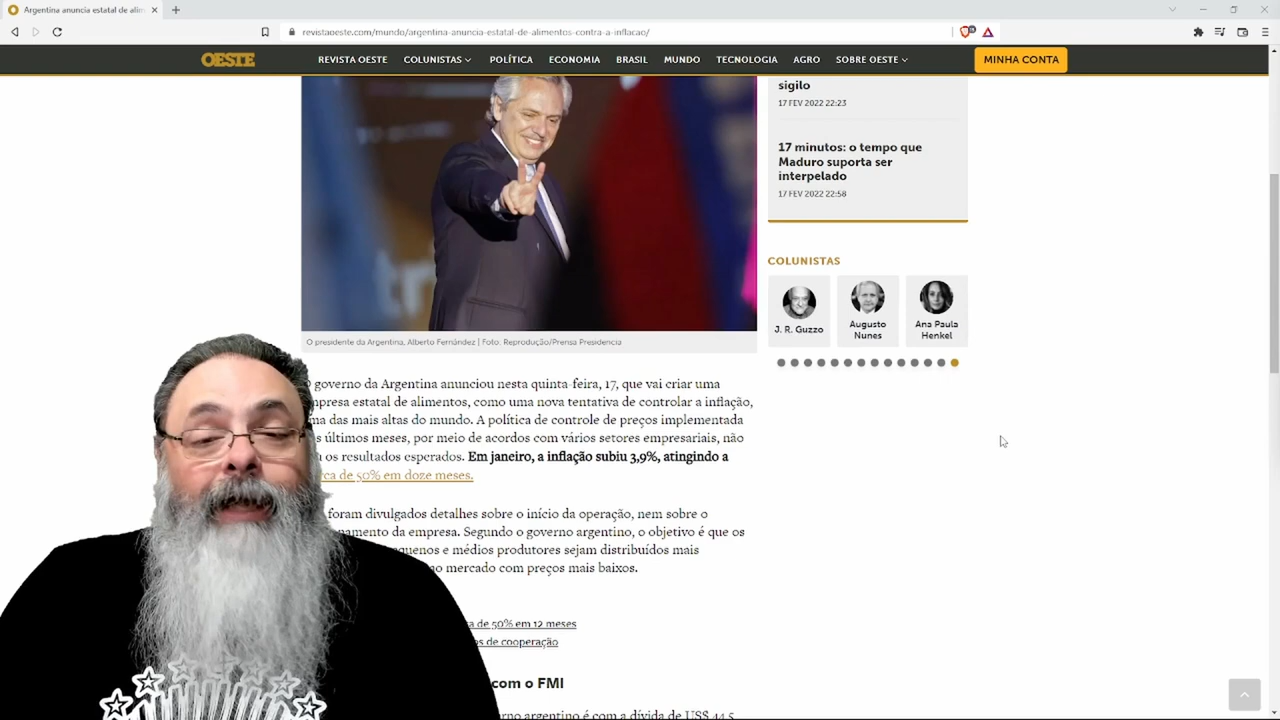 Argentina anuncia estatal de alim
revistaoeste.com/mundo/argentina-anuncia-estatal-de-alimentos-contra-a-inflacao/
OESTE
REVISTA OESTE COLUNISTAS POLÍTICA ECONOMIA BRASIL MUNDO TECNOLOGIA AGRO SOBRE OESTE MINHA CONTA
sigilo
17 FEV 2022 22:23
17 minutos: o tempo que
Maduro suporta ser
interpelado
17 FEV 2022 22:58
COLUNISTAS
J. R. Guzzo
Augusto
Nunes
Ana Paula
Henkel
O presidente da Argentina, Alberto Fernández | Foto: Reprodução/Prensa Presidencia
governo da Argentina anunciou nesta quinta-feira, 17, que vai criar uma
mpresa estatal de alimentos, como uma nova tentativa de controlar a inflação,
ma das mais altas do mundo. A política de controle de preços implementada
s últimos meses, por meio de acordos com vários setores empresariais, não
os resultados esperados. Em janeiro, a inflação subiu 3,9%, atingindo a
rca de 50% em doze meses.
foram divulgados detalhes sobre o início da operação, nem sobre o
namento da empresa. Segundo o governo argentino, o objetivo é que os
quenos e médios produtores sejam distribuídos mais
ao mercado com preços mais baixos.
a de 50% em 12 meses
os de cooperação
com o FMI
rno argentino é com a dívida de US$ 44,5